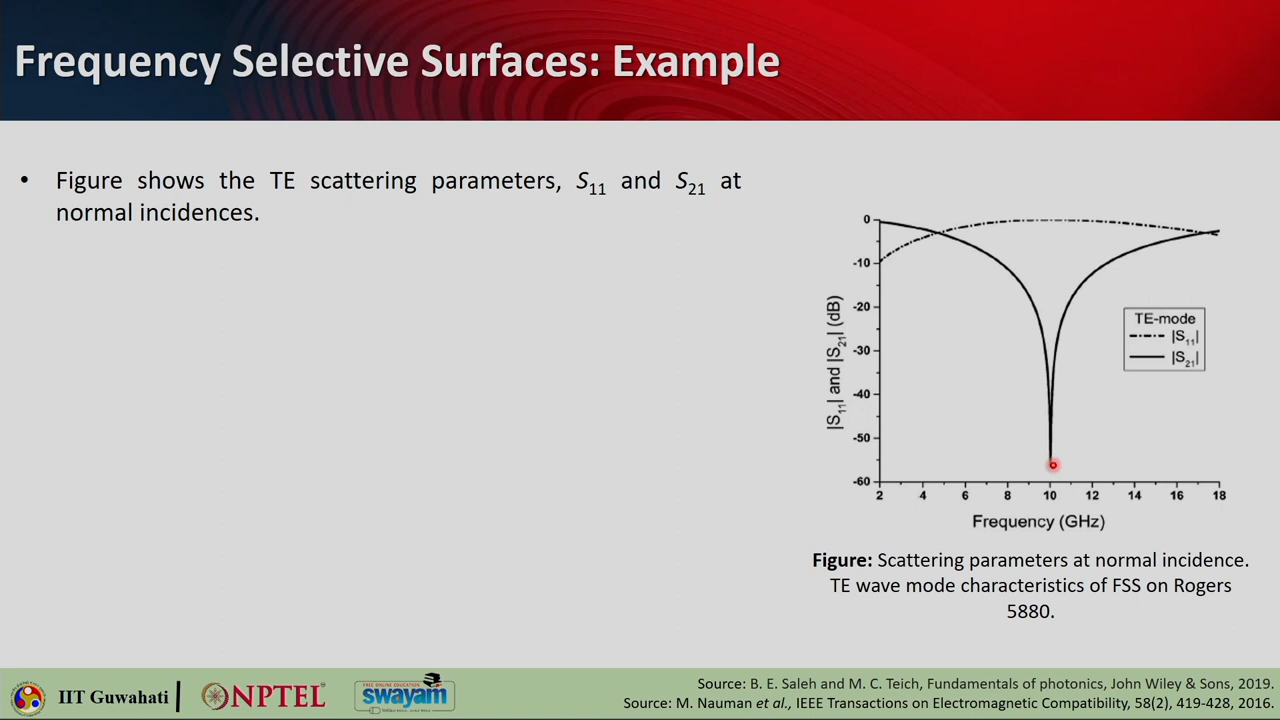 Frequency Selective Surfaces: Example
• Figure shows the TE scattering parameters, S11 and S21 at
normal incidences.
|S11| and |S21| (dB)
0
-10
-20
-30
-40
-50
-60
2 4 6 8 10 12 14 16 18
Frequency (GHz)
TE-mode
|S11|
|S21|
Figure: Scattering parameters at normal incidence.
TE wave mode characteristics of FSS on Rogers
5880.
IIT Guwahati
NPTEL
FREE ONLINE EDUCATION
swayam
Source: B. E. Saleh and M. C. Teich, Fundamentals of photonics, John Wiley & Sons, 2019.
Source: M. Nauman et al., IEEE Transactions on Electromagnetic Compatibility, 58(2), 419-428, 2016.